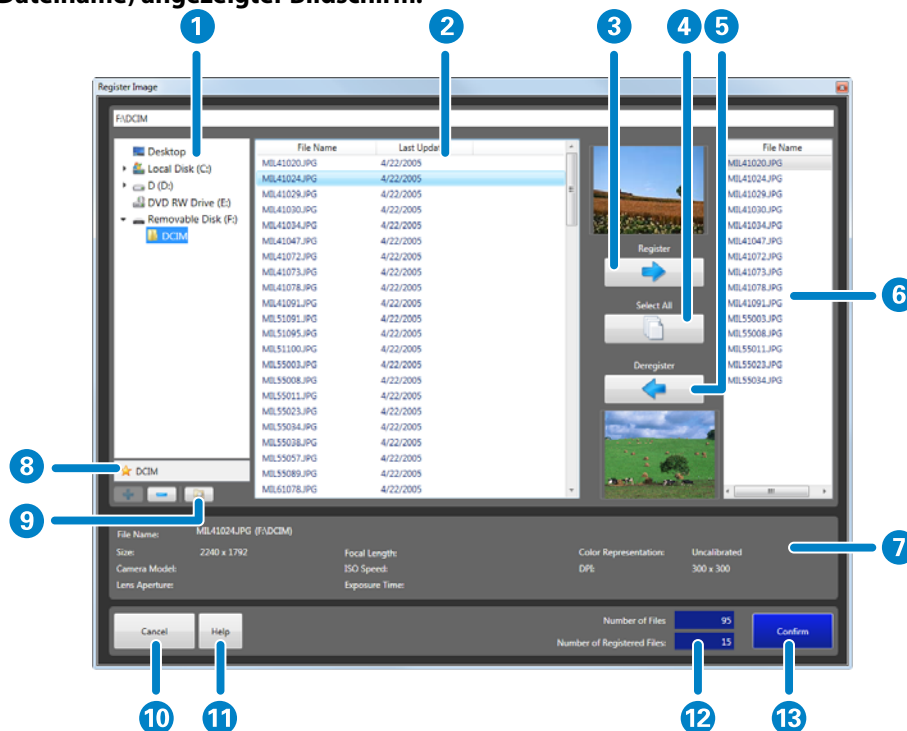 Dateiname/angezeigter Bildschirm:
1
2
3
4
5
Register Image
F:\DCIM
Desktop
Local Disk (C:)
D (D:)
DVD RW Drive (E:)
Removable Disk (F:)
DCIM
File Name Last Updat
MIL41020.JPG 4/22/2005
MIL41024.JPG 4/22/2005
MIL41029.JPG 4/22/2005
MIL41030.JPG 4/22/2005
MIL41034.JPG 4/22/2005
MIL41047.JPG 4/22/2005
MIL41072.JPG 4/22/2005
MIL41073.JPG 4/22/2005
MIL41078.JPG 4/22/2005
MIL41091.JPG 4/22/2005
MIL51091.JPG 4/22/2005
MIL51095.JPG 4/22/2005
MIL51100.JPG 4/22/2005
MIL55003.JPG 4/22/2005
MIL55008.JPG 4/22/2005
MIL55011.JPG 4/22/2005
MIL55023.JPG 4/22/2005
MIL55034.JPG 4/22/2005
MIL55038.JPG 4/22/2005
MIL55057.JPG 4/22/2005
MIL55089.JPG 4/22/2005
MIL61078.JPG 4/22/2005
Register
Select All
Deregister
File Name
MIL41020.JPG
MIL41024.JPG
MIL41029.JPG
MIL41030.JPG
MIL41034.JPG
MIL41047.JPG
MIL41072.JPG
MIL41073.JPG
MIL41078.JPG
MIL41091.JPG
MIL55003.JPG
MIL55008.JPG
MIL55011.JPG
MIL55023.JPG
MIL55034.JPG
6
8
DCIM
9
File Name: MIL41024.JPG (F:\DCIM)
Size: 2240 x 1792 Focal Length: Color Representation: Uncalibrated
7
Camera Model: ISO Speed: DPI: 300 x 300
Lens Aperture: Exposure Time:
Cancel
Help
Number of Files 95
Number of Registered Files: 15
Confirm
10
11
12
13